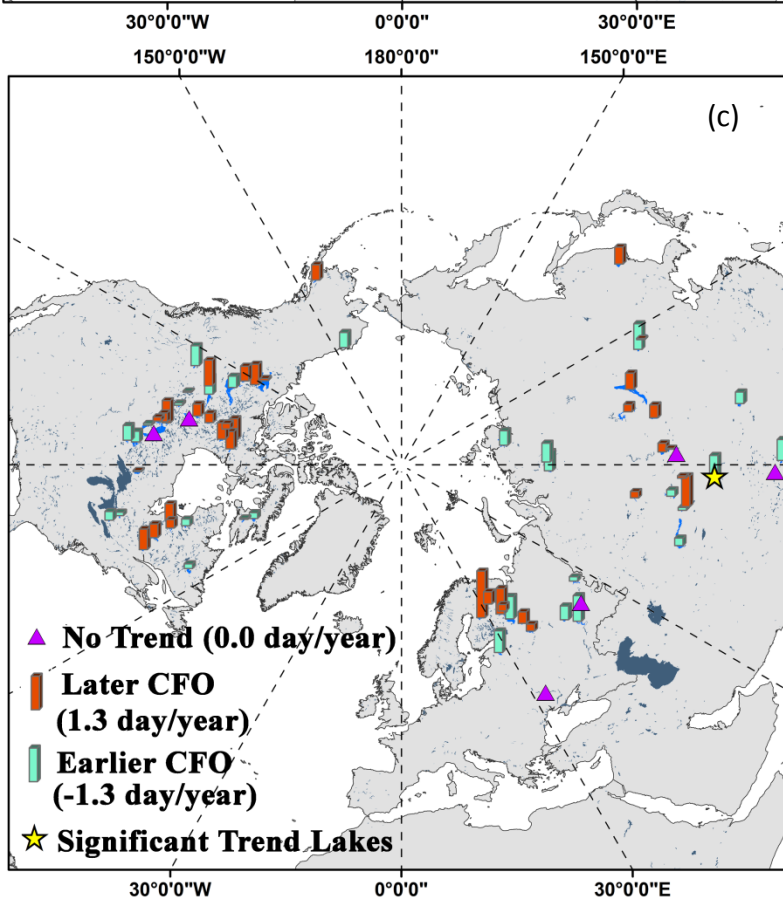 30°0'0"W 0°0'0" 30°0'0"E
150°0'0"W 180°0'0" 150°0'0"E
(c)
No Trend (0.0 day/year)
Later CFO
(1.3 day/year)
Earlier CFO
(-1.3 day/year)
Significant Trend Lakes
30°0'0"W 0°0'0" 30°0'0"E